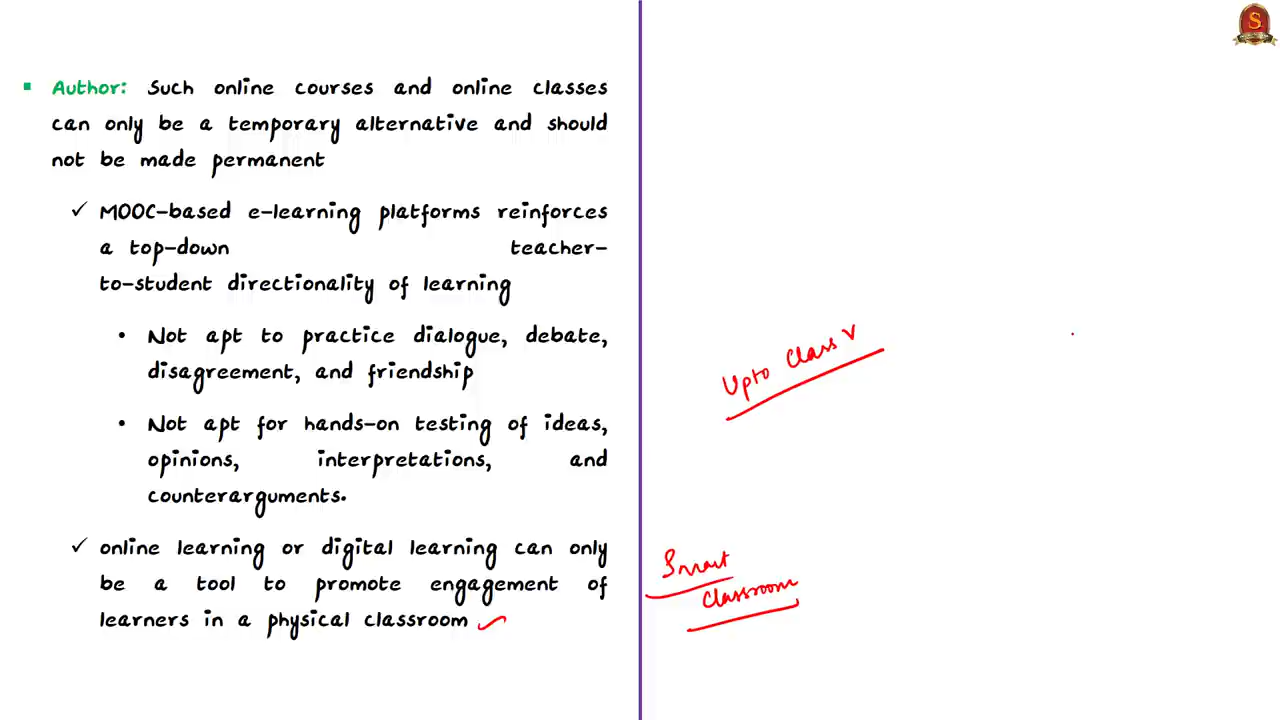 Author: Such online courses and online classes
can only be a temporary alternative and should
not be made permanent
✓ MOOC-based e-learning platforms reinforces
a top-down teacher-
to-student directionality of learning
• Not apt to practice dialogue, debate,
disagreement, and friendship
• Not apt for hands-on testing of ideas,
opinions, interpretations, and
counterarguments.
✓ online learning or digital learning can only
be a tool to promote engagement of
learners in a physical classroom
Upto Class V
Smart
Classroom
S